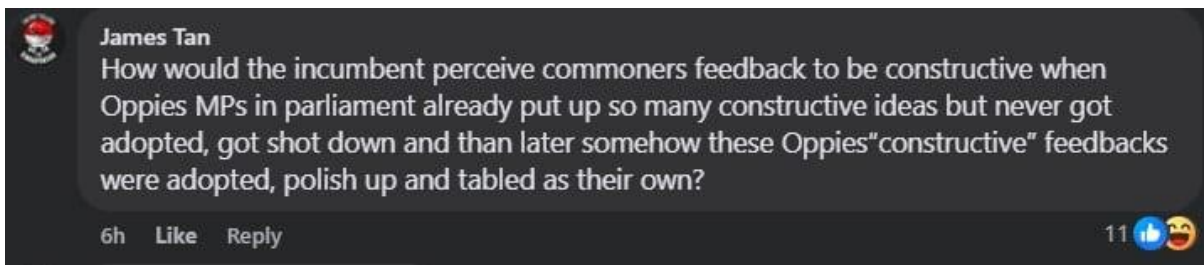 James Tan
How would the incumbent perceive commoners feedback to be constructive when
Oppies MPs in parliament already put up so many constructive ideas but never got
adopted, got shot down and than later somehow these Oppies“constructive” feedbacks
were adopted, polish up and tabled as their own?
6h Like Reply 11